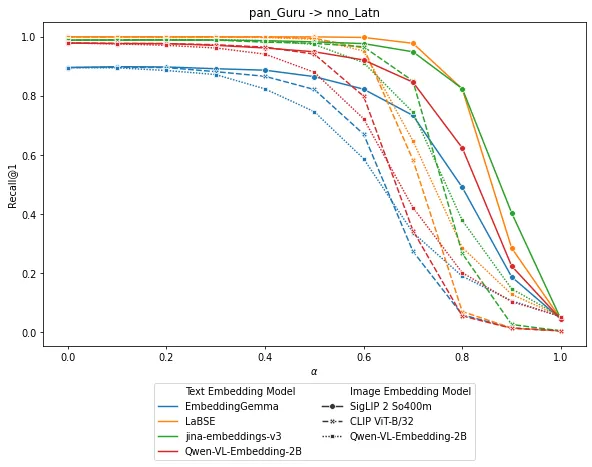 pan_Guru -> nno_Latn
Recall@1
1.0
0.8
0.6
0.4
0.2
0.0
0.0 0.2 0.4 0.6 0.8 1.0
α
Text Embedding Model
EmbeddingGemma
LaBSE
jina-embeddings-v3
Qwen-VL-Embedding-2B
Image Embedding Model
SigLIP 2 So400m
CLIP ViT-B/32
Qwen-VL-Embedding-2B